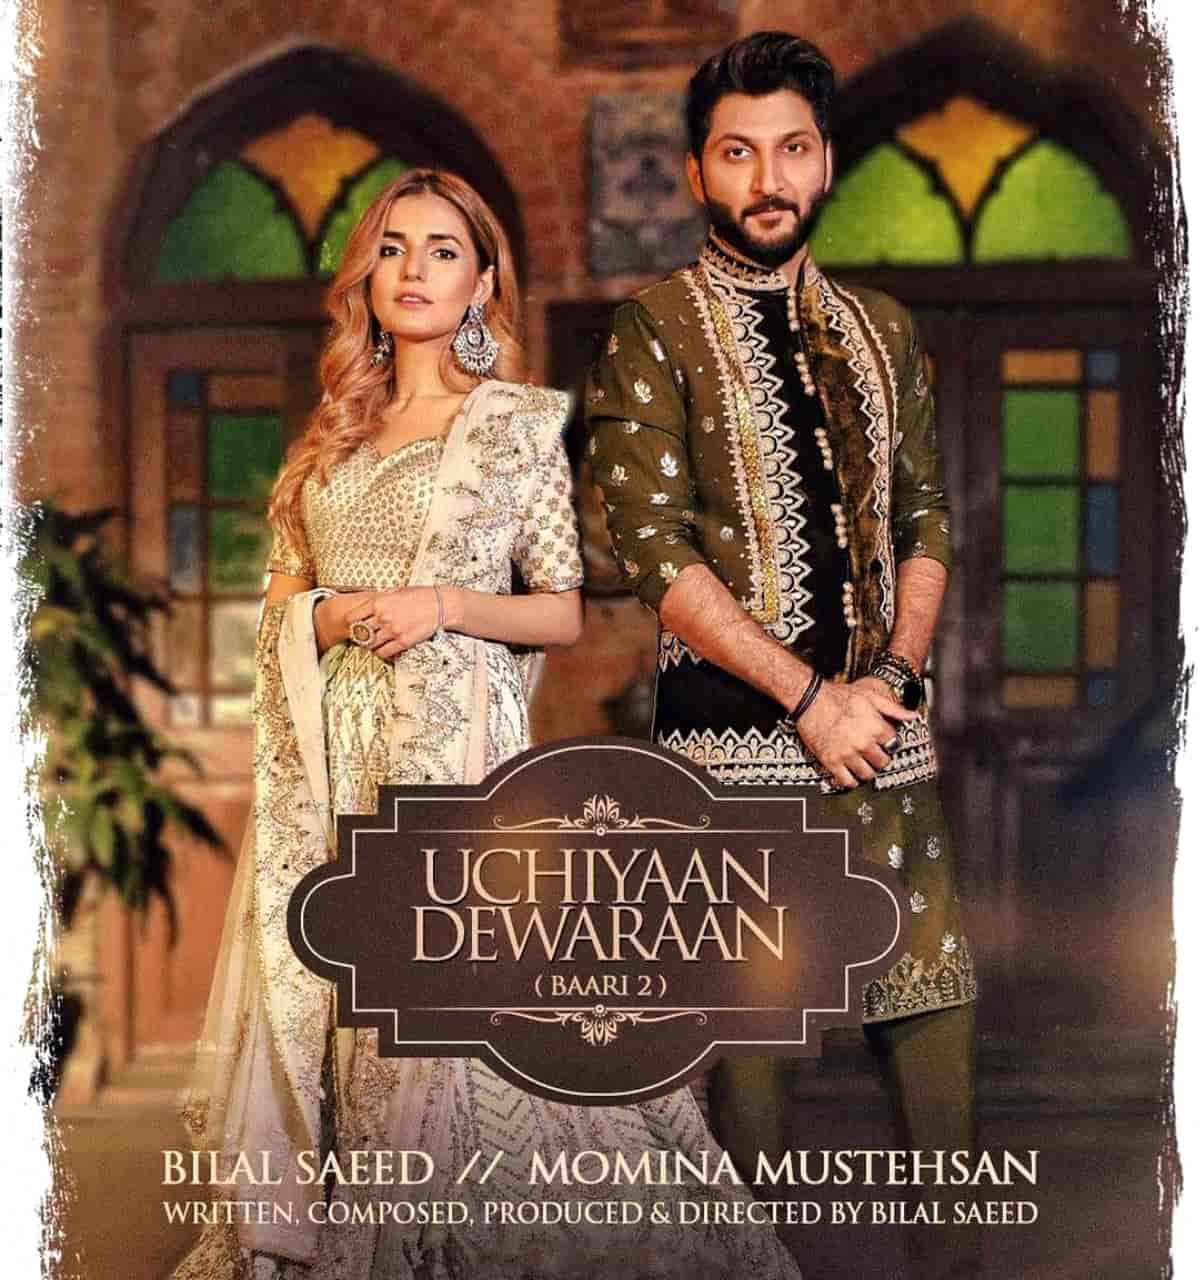 UCHIYAAN
DEWARAAN
( BAARI 2 )
BILAL SAEED // MOMINA MUSTEHSAN
WRITTEN, COMPOSED, PRODUCED & DIRECTED BY BILAL SAEED